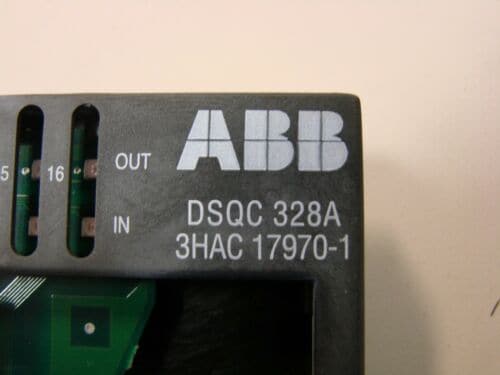 ABB
5 16 OUT
IN
DSQC 328A
3HAC 17970-1